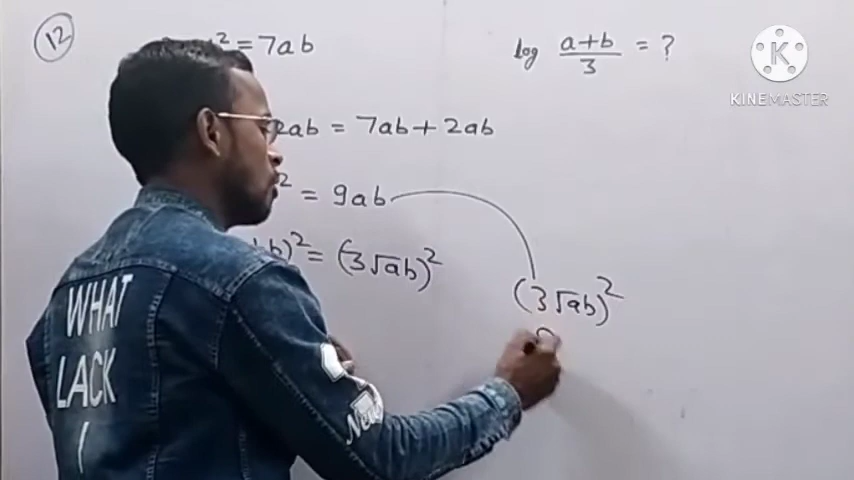 12
² = 7ab
log a+b/3 = ?
K
KINEMASTER
2ab = 7ab + 2ab
² = 9ab
b)² = (3√ab)²
(3√ab)²
WHAT
LACK
New